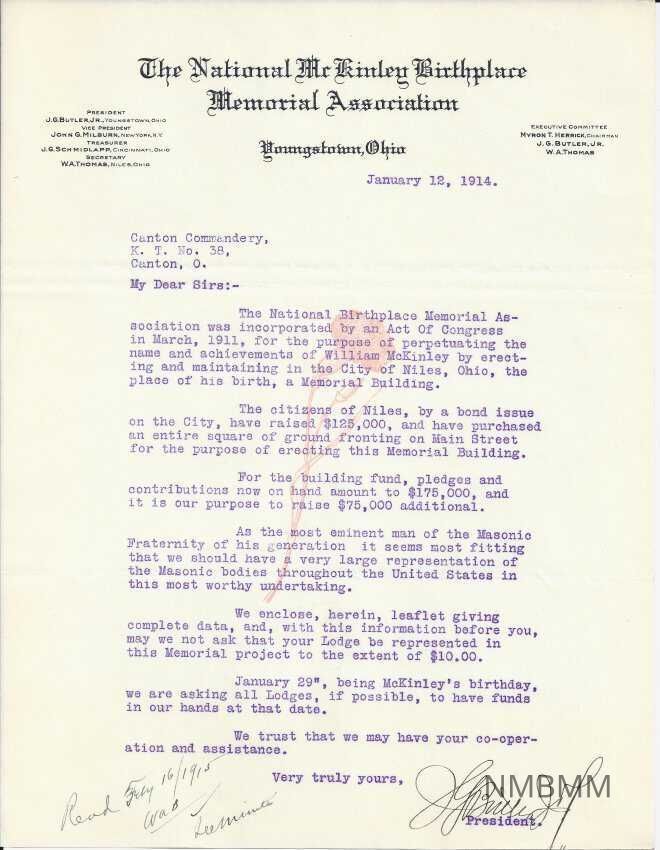 The National McKinley Birthplace
Memorial Association
Youngstown, Ohio
PRESIDENT
J.G. BUTLER, JR., YOUNGSTOWN, OHIO
VICE PRESIDENT
JOHN G. MILBURN, NEW YORK, N.Y.
TREASURER
J.G. SCHMIDLAPP, CINCINNATI, OHIO
SECRETARY
W.A. THOMAS, NILES, OHIO
EXECUTIVE COMMITTEE
MYRON T. HERRICK, CHAIRMAN
J. G. BUTLER, JR.
W. A. THOMAS
January 12, 1914.
Canton Commandery,
K. T. No. 38,
Canton, O.
My Dear Sirs:-
The National Birthplace Memorial As-
sociation was incorporated by an Act Of Congress
in March, 1911, for the purpose of perpetuating the
name and achievements of William McKinley by erect-
ing and maintaining in the City of Niles, Ohio, the
place of his birth, a Memorial Building.
The citizens of Niles, by a bond issue
on the City, have raised $125,000, and have purchased
an entire square of ground fronting on Main Street
for the purpose of erecting this Memorial Building.
For the building fund, pledges and
contributions now on hand amount to $175,000, and
it is our purpose to raise $75,000 additional.
As the most eminent man of the Masonic
Fraternity of his generation it seems most fitting
that we should have a very large representation of
the Masonic bodies throughout the United States in
this most worthy undertaking.
We enclose, herein, leaflet giving
complete data, and, with this information before you,
may we not ask that your Lodge be represented in
this Memorial project to the extent of $10.00.
January 29", being McKinley's birthday,
we are asking all Lodges, if possible, to have funds
in our hands at that date.
We trust that we may have your co-oper-
ation and assistance.
Very truly yours,
J G Butler Jr
President.
NMBMM
Read Feby 16/1915